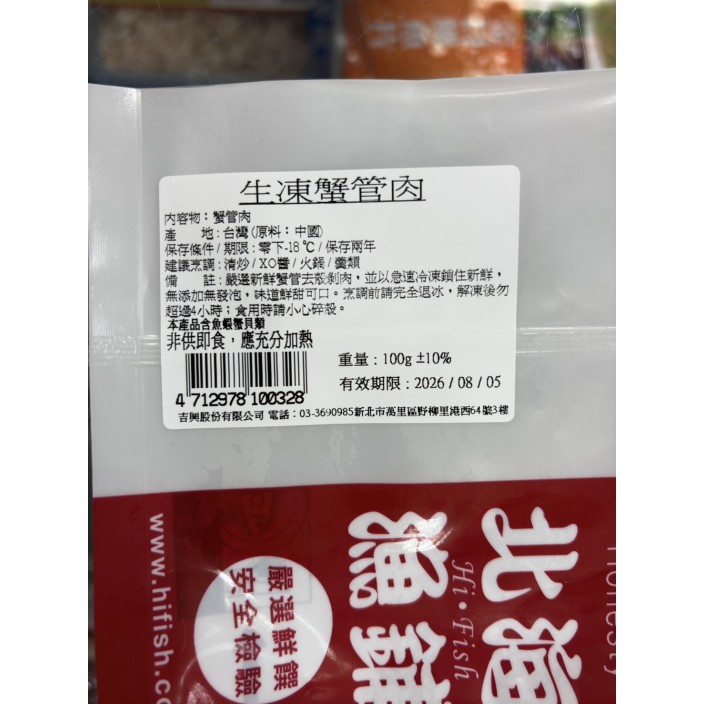 生凍蟹管肉
內容物：蟹管肉
產　　地：台灣(原料：中國)
保存條件/期限：零下-18℃/保存兩年
建議烹調：清炒/XO醬/火鍋/羹類
備　　註：嚴選新鮮蟹管去殼剝肉，並以急速冷凍鎖住新鮮，
無添加無發泡，味道鮮甜可口。烹調前請完全退冰，解凍後勿
超過4小時；食用時請小心碎殼。
本產品含魚蝦蟹貝類
非供即食，應充分加熱
重量：100g ±10%
有效期限：2026/08/05
4 712978 100328
吉興股份有限公司 電話：03-3690985新北市萬里區野柳里港西64號3樓
Honesty
北海
Hi·Fish
漁鋪
嚴選鮮饌
安全檢驗
www.hifish.co